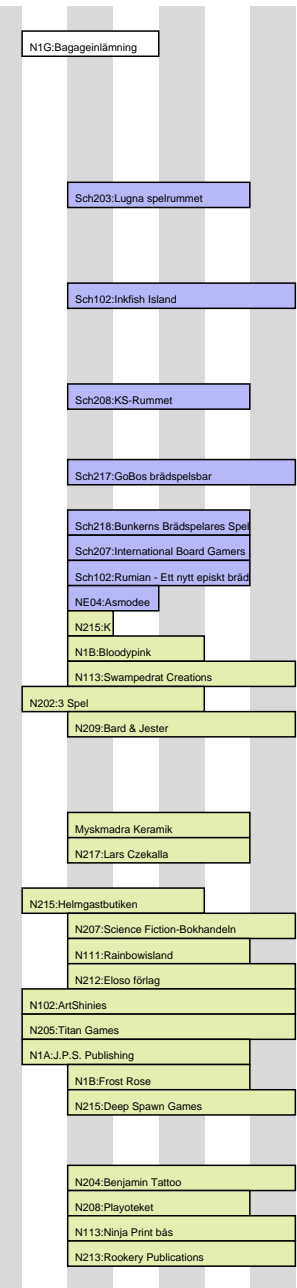 N1G:Bagageinlämning
Sch203:Lugna spelrummet
Sch102:Inkfish Island
Sch208:KS-Rummet
Sch217:GoBos brädspelsbar
Sch218:Bunkerns Brädspelares Spel
Sch207:International Board Gamers
Sch102:Rumian - Ett nytt episkt bräd
NE04:Asmodee
N215:K
N1B:Bloodypink
N113:Swampedrat Creations
N202:3 Spel
N209:Bard & Jester
Myskmadra Keramik
N217:Lars Czekalla
N215:Helmgastbutiken
N207:Science Fiction-Bokhandeln
N111:Rainbowisland
N212:Eloso förlag
N102:ArtShinies
N205:Titan Games
N1A:J.P.S. Publishing
N1B:Frost Rose
N215:Deep Spawn Games
N204:Benjamin Tattoo
N208:Playoteket
N113:Ninja Print bås
N213:Rookery Publications